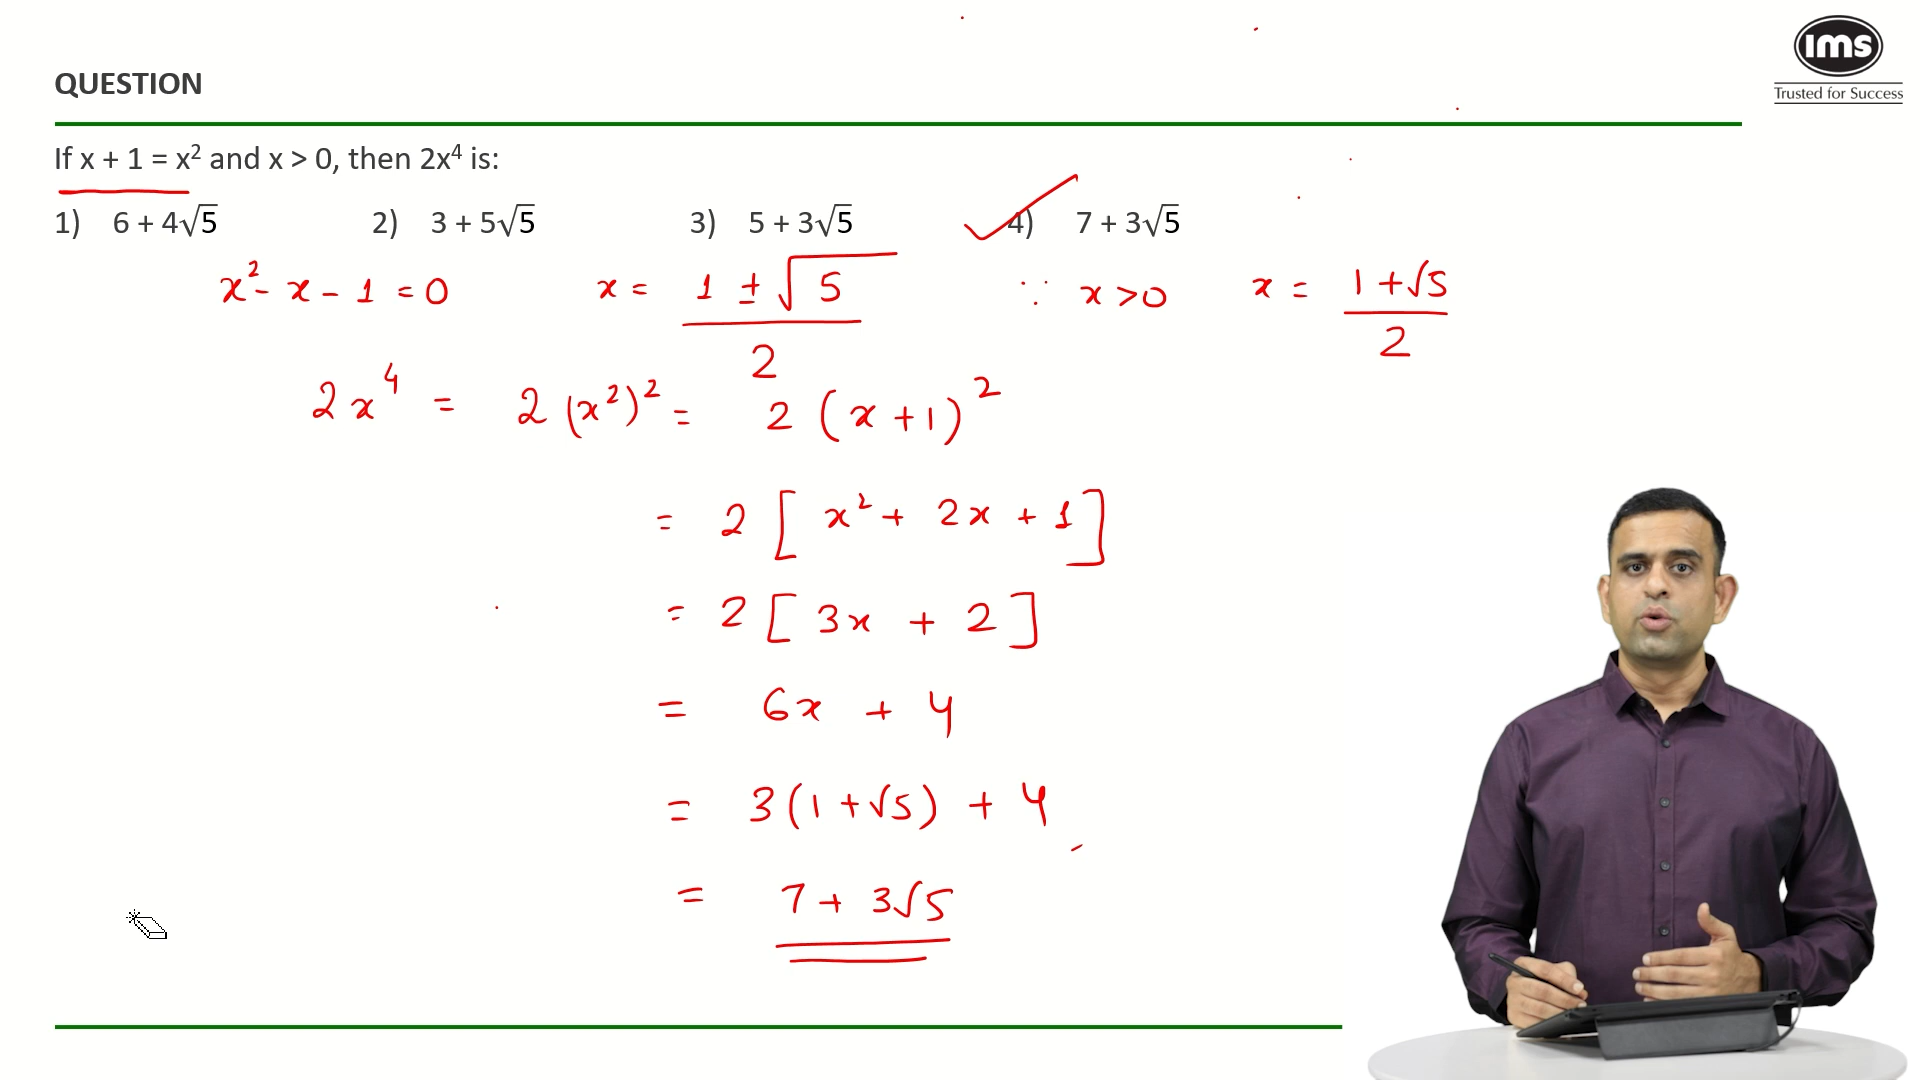 ims
Trusted for Success
QUESTION
If x + 1 = x² and x > 0, then 2x⁴ is:
1) 6 + 4√5 2) 3 + 5√5 3) 5 + 3√5 4) 7 + 3√5
x² - x - 1 = 0 x = (1 ± √5)/2 ∵ x > 0 x = (1 + √5)/2
2x⁴ = 2(x²)² = 2(x + 1)²
= 2[x² + 2x + 1]
= 2[3x + 2]
= 6x + 4
= 3(1 + √5) + 4
= 7 + 3√5